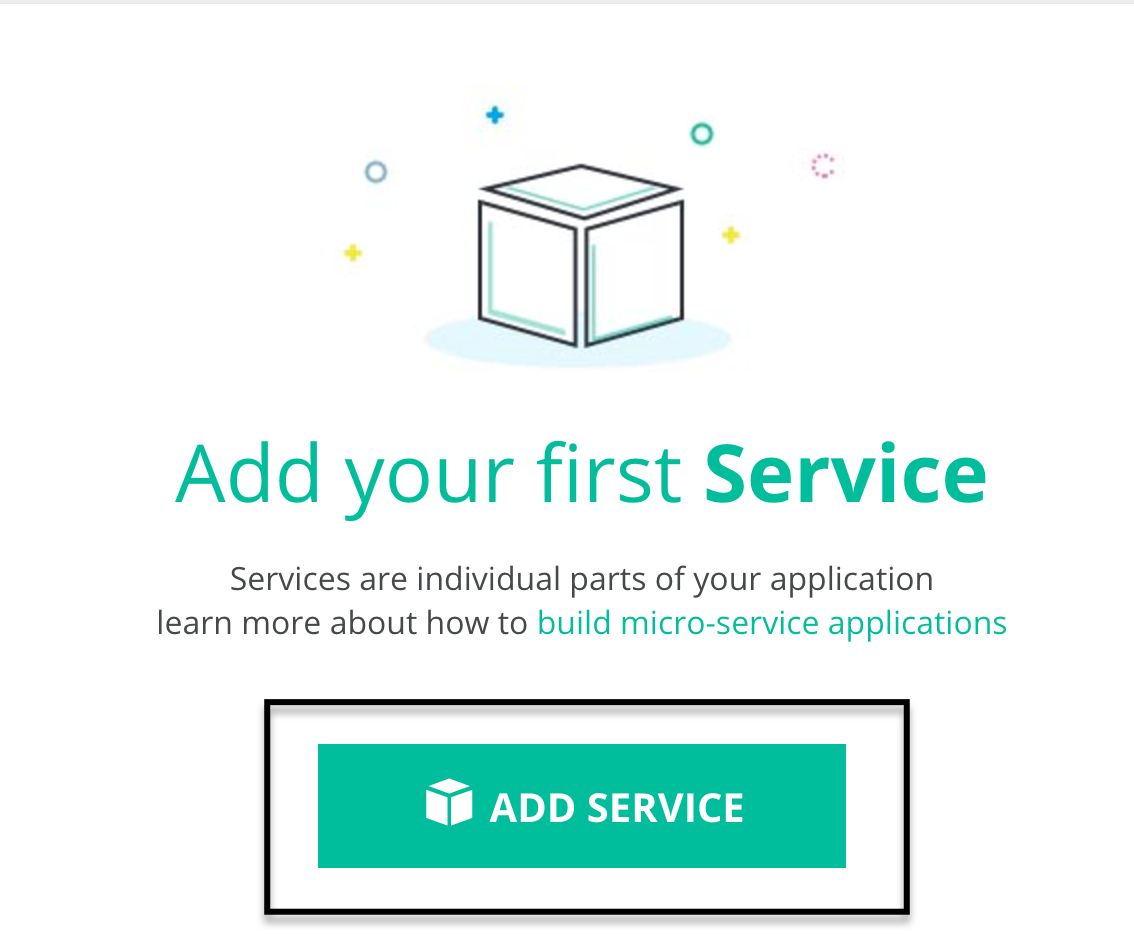 Add your first Service
Services are individual parts of your application
learn more about how to build micro-service applications
ADD SERVICE